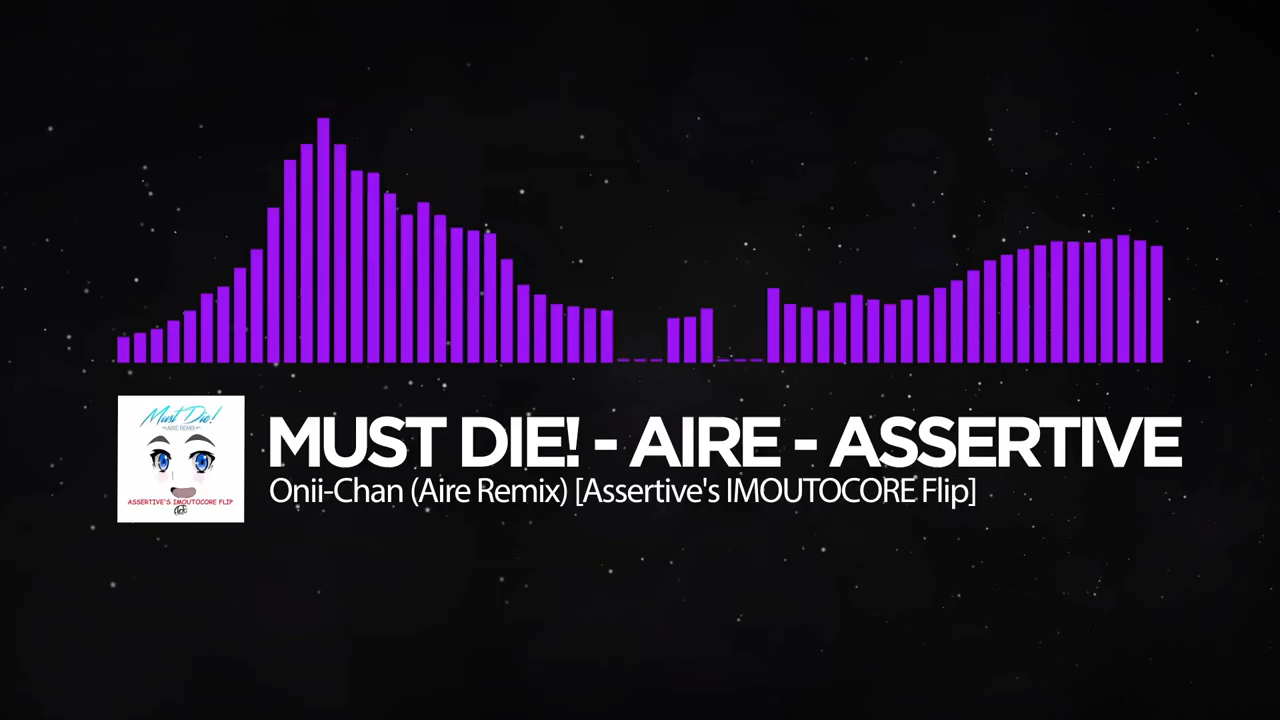 MUST DIE! - AIRE - ASSERTIVE
Onii-Chan (Aire Remix) [Assertive's IMOUTOCORE Flip]
Must Die!
AIRE REMIX
ASSERTIVE'S IMOUTOCORE FLIP